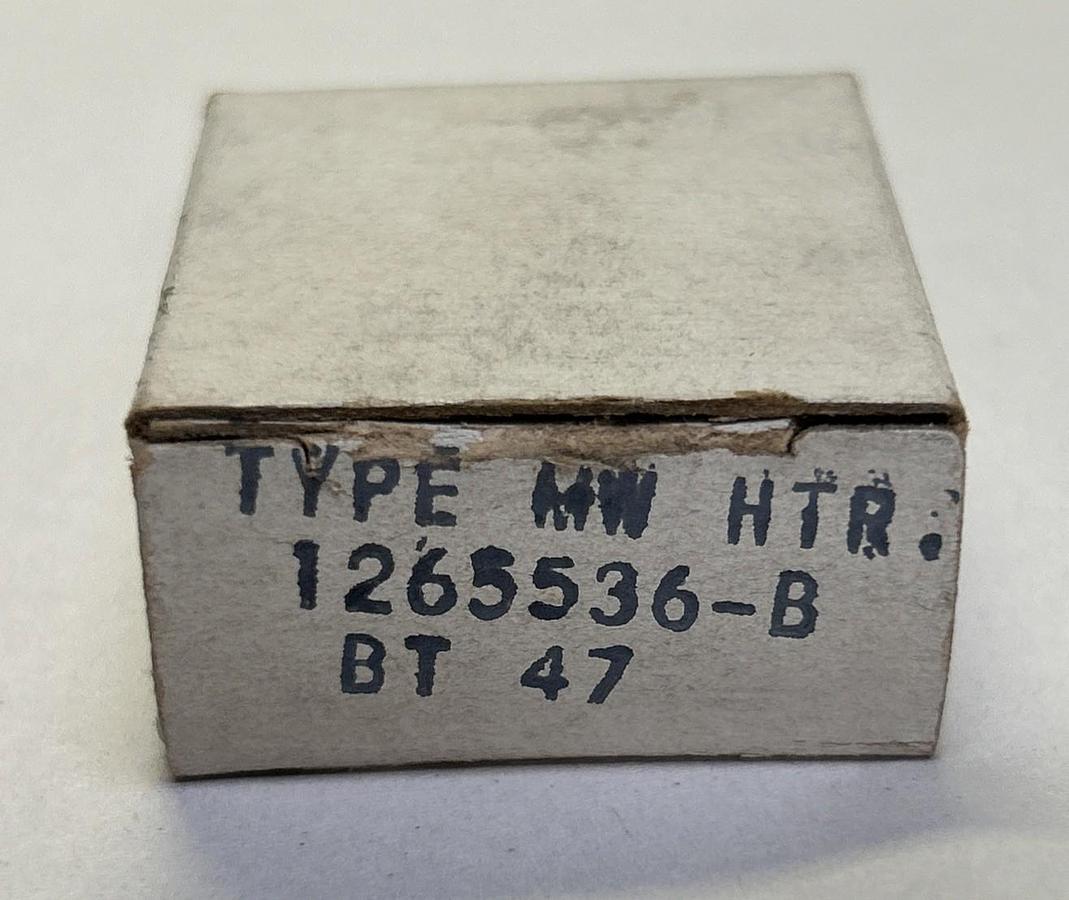 TYPE MW HTR.
1265536-B
BT 47